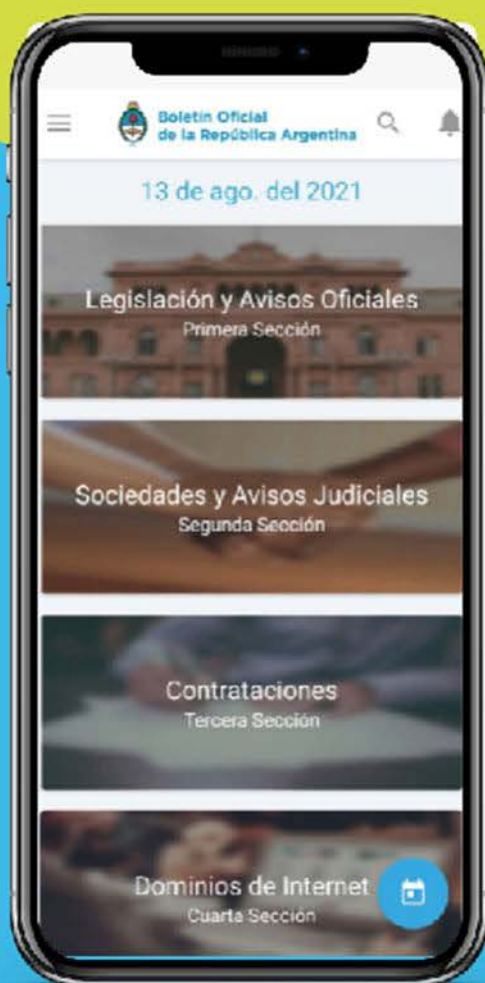 Boletín Oficial
de la República Argentina
13 de ago. del 2021
Legislación y Avisos Oficiales
Primera Sección
Sociedades y Avisos Judiciales
Segunda Sección
Contrataciones
Tercera Sección
Dominios de Internet
Cuarta Sección